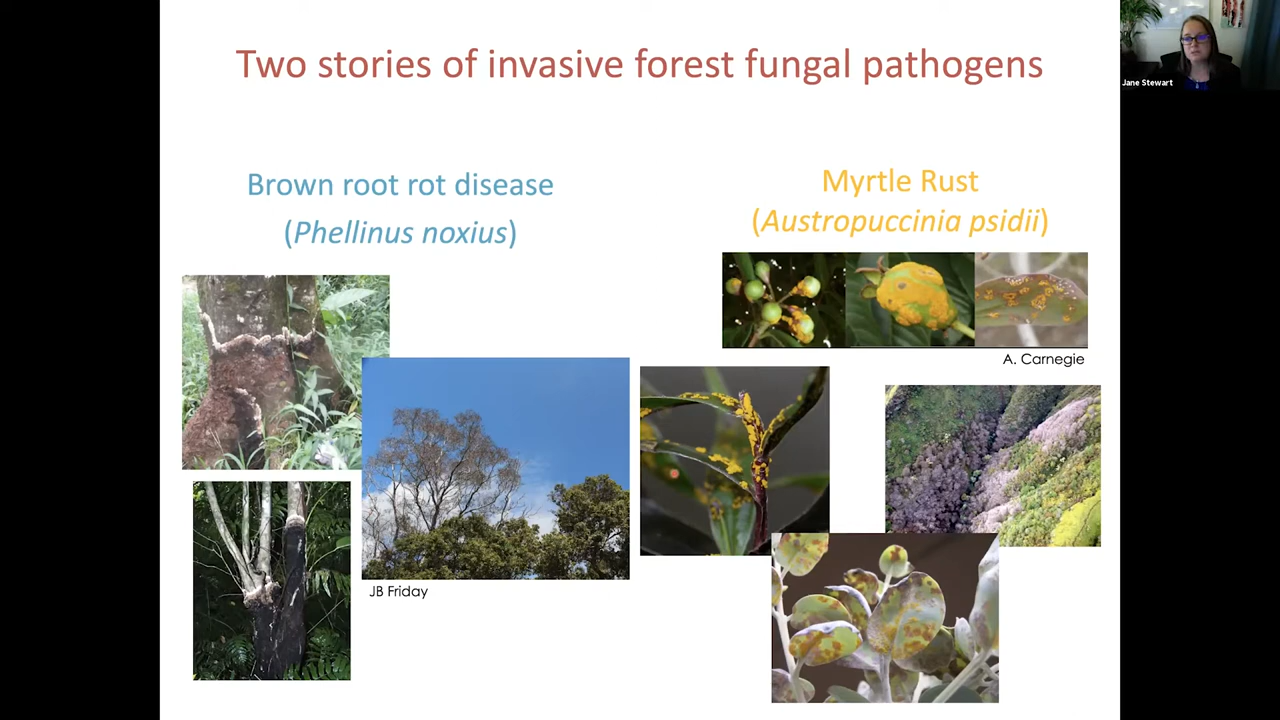 Two stories of invasive forest fungal pathogens
Jane Stewart
Brown root rot disease
(Phellinus noxius)
Myrtle Rust
(Austropuccinia psidii)
A. Carnegie
JB Friday